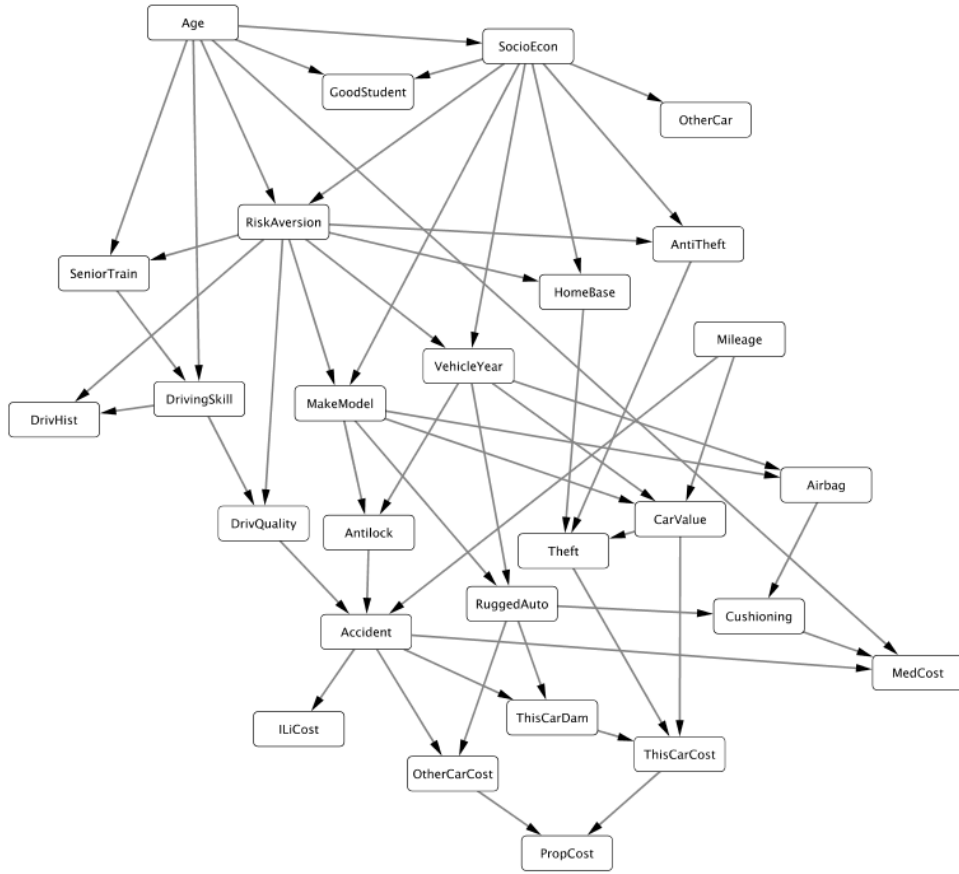 Age
SocioEcon
GoodStudent
OtherCar
RiskAversion
AntiTheft
SeniorTrain
HomeBase
Mileage
VehicleYear
DrivingSkill
MakeModel
DrivHist
Airbag
CarValue
DrivQuality
Antilock
Theft
RuggedAuto
Cushioning
Accident
MedCost
ThisCarDam
ILiCost
ThisCarCost
OtherCarCost
PropCost